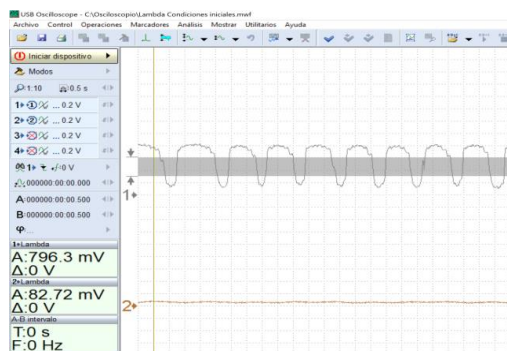 USB Oscilloscope - C:\Osciloscopio\Lambda Condiciones iniciales.mwf
Archivo Control Operaciones Marcadores Análisis Mostrar Utilitarios Ayuda
Iniciar dispositivo
Modos
1:10 0.5 s
1 ... 0.2 V
2 ... 0.2 V
3 ... 0.2 V
4 ... 0.2 V
1 0 V
000000:00:00.000
A:000000:00:00.500
B:000000:00:00.500
φ...
1 Lambda
A:796.3 mV
Δ:0 V
2 Lambda
A:82.72 mV
Δ:0 V
A-B intervalo
T:0 s
F:0 Hz
1
2